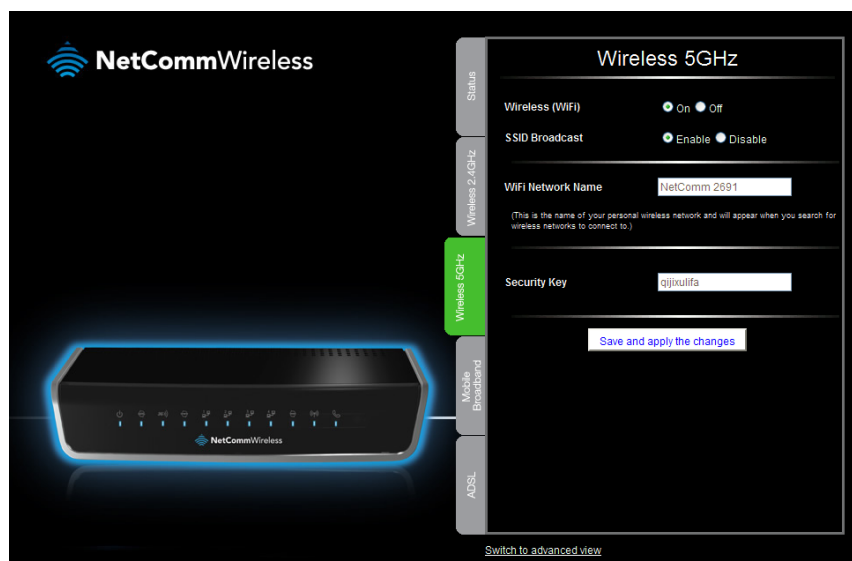 NetCommWireless
Status
Wireless 2.4GHz
Wireless 5GHz
Mobile
Broadband
ADSL
Wireless 5GHz
Wireless (WiFi)
On Off
SSID Broadcast
Enable Disable
WiFi Network Name
NetComm 2691
(This is the name of your personal wireless network and will appear when you search for
wireless networks to connect to.)
Security Key
qijixulifa
Save and apply the changes
NetCommWireless
Switch to advanced view